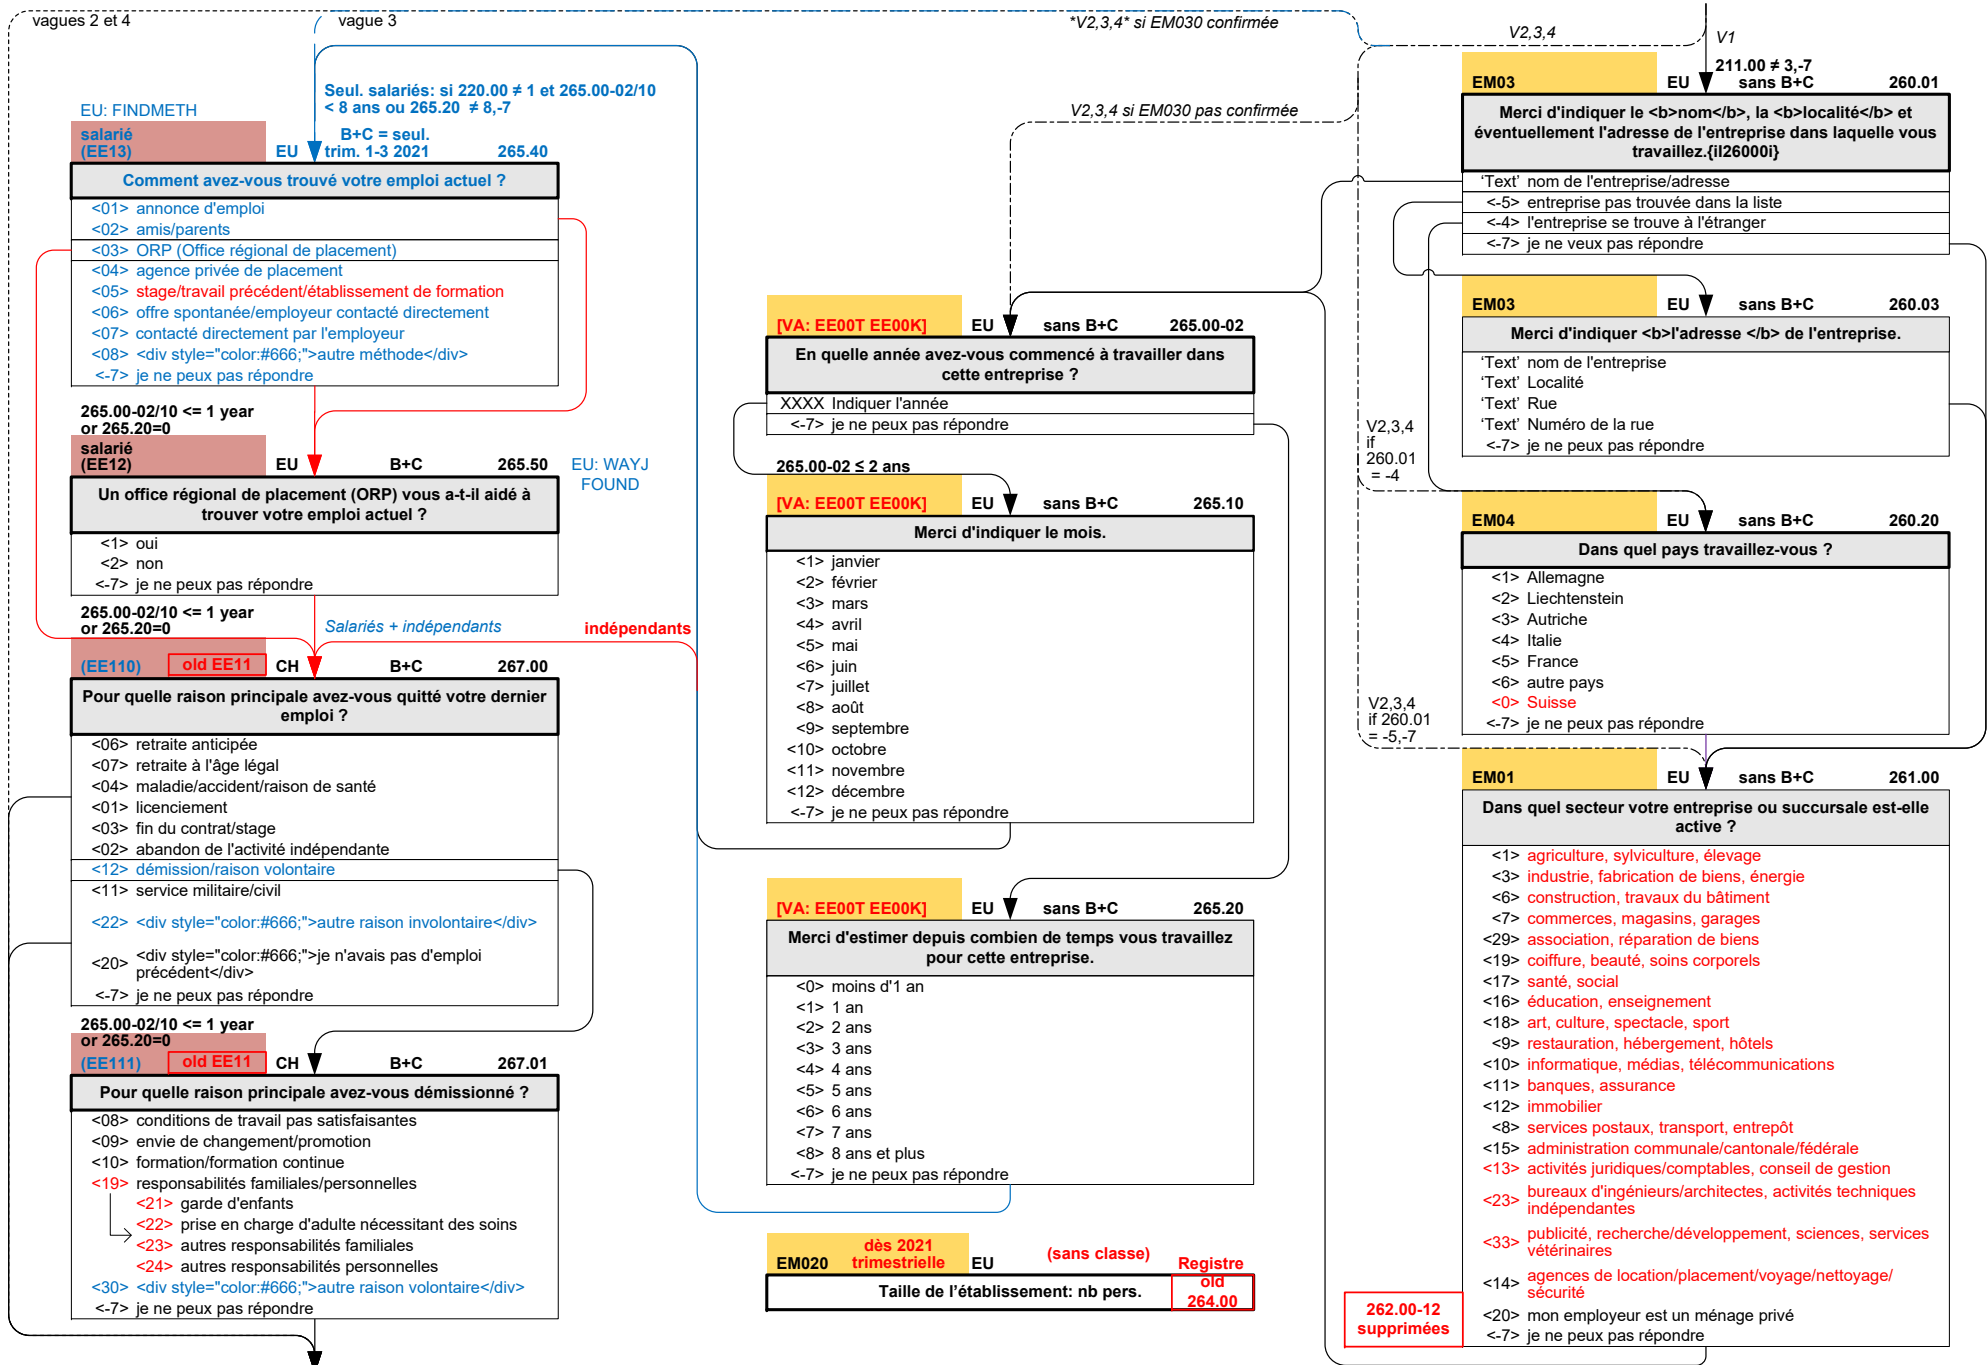 vagues 2 et 4
vague 3
*V2,3,4* si EM030 confirmée
V2,3,4
V1
Seul. salariés: si 220.00 ≠ 1 et 265.00-02/10
< 8 ans ou 265.20 ≠ 8,-7
EU: FINDMETH
salarié
(EE13)
EU
B+C = seul.
trim. 1-3 2021
265.40
Comment avez-vous trouvé votre emploi actuel ?
<01> annonce d'emploi
<02> amis/parents
<03> ORP (Office régional de placement)
<04> agence privée de placement
<05> stage/travail précédent/établissement de formation
<06> offre spontanée/employeur contacté directement
<07> contacté directement par l'employeur
<08> <div style="color:#666;">autre méthode</div>
<-7> je ne peux pas répondre
265.00-02/10 <= 1 year
or 265.20=0
salarié
(EE12)
EU
B+C
265.50
EU: WAYJ
FOUND
Un office régional de placement (ORP) vous a-t-il aidé à
trouver votre emploi actuel ?
<1> oui
<2> non
<-7> je ne peux pas répondre
265.00-02/10 <= 1 year
or 265.20=0
Salariés + indépendants
indépendants
(EE110)
old EE11
CH
B+C
267.00
Pour quelle raison principale avez-vous quitté votre dernier
emploi ?
<06> retraite anticipée
<07> retraite à l'âge légal
<04> maladie/accident/raison de santé
<01> licenciement
<03> fin du contrat/stage
<02> abandon de l'activité indépendante
<12> démission/raison volontaire
<11> service militaire/civil
<22> <div style="color:#666;">autre raison involontaire</div>
<20> <div style="color:#666;">je n'avais pas d'emploi
précédent</div>
<-7> je ne peux pas répondre
265.00-02/10 <= 1 year
or 265.20=0
(EE111)
old EE11
CH
B+C
267.01
Pour quelle raison principale avez-vous démissionné ?
<08> conditions de travail pas satisfaisantes
<09> envie de changement/promotion
<10> formation/formation continue
<19> responsabilités familiales/personnelles
<21> garde d'enfants
<22> prise en charge d'adulte nécessitant des soins
<23> autres responsabilités familiales
<24> autres responsabilités personnelles
<30> <div style="color:#666;">autre raison volontaire</div>
<-7> je ne peux pas répondre
V2,3,4 si EM030 pas confirmée
[VA: EE00T EE00K]
EU
sans B+C
265.00-02
En quelle année avez-vous commencé à travailler dans
cette entreprise ?
XXXX Indiquer l'année
<-7> je ne peux pas répondre
265.00-02 ≤ 2 ans
[VA: EE00T EE00K]
EU
sans B+C
265.10
Merci d'indiquer le mois.
<1> janvier
<2> février
<3> mars
<4> avril
<5> mai
<6> juin
<7> juillet
<8> août
<9> septembre
<10> octobre
<11> novembre
<12> décembre
<-7> je ne peux pas répondre
[VA: EE00T EE00K]
EU
sans B+C
265.20
Merci d'estimer depuis combien de temps vous travaillez
pour cette entreprise.
<0> moins d'1 an
<1> 1 an
<2> 2 ans
<3> 3 ans
<4> 4 ans
<5> 5 ans
<6> 6 ans
<7> 7 ans
<8> 8 ans et plus
<-7> je ne peux pas répondre
EM020
dès 2021
trimestrielle
EU
(sans classe)
Registre
Taille de l'établissement: nb pers.
old
264.00
211.00 ≠ 3,-7
EM03
EU
sans B+C
260.01
Merci d'indiquer le <b>nom</b>, la <b>localité</b> et
éventuellement l'adresse de l'entreprise dans laquelle vous
travaillez.{il26000i}
‘Text’ nom de l'entreprise/adresse
<-5> entreprise pas trouvée dans la liste
<-4> l'entreprise se trouve à l'étranger
<-7> je ne veux pas répondre
EM03
EU
sans B+C
260.03
Merci d'indiquer <b>l'adresse </b> de l'entreprise.
‘Text’ nom de l'entreprise
‘Text’ Localité
‘Text’ Rue
‘Text’ Numéro de la rue
<-7> je ne peux pas répondre
V2,3,4
if
260.01
= -4
EM04
EU
sans B+C
260.20
Dans quel pays travaillez-vous ?
<1> Allemagne
<2> Liechtenstein
<3> Autriche
<4> Italie
<5> France
<6> autre pays
<0> Suisse
<-7> je ne peux pas répondre
V2,3,4
if 260.01
= -5,-7
EM01
EU
sans B+C
261.00
Dans quel secteur votre entreprise ou succursale est-elle
active ?
<1> agriculture, sylviculture, élevage
<3> industrie, fabrication de biens, énergie
<6> construction, travaux du bâtiment
<7> commerces, magasins, garages
<29> association, réparation de biens
<19> coiffure, beauté, soins corporels
<17> santé, social
<16> éducation, enseignement
<18> art, culture, spectacle, sport
<9> restauration, hébergement, hôtels
<10> informatique, médias, télécommunications
<11> banques, assurance
<12> immobilier
<8> services postaux, transport, entrepôt
<15> administration communale/cantonale/fédérale
<13> activités juridiques/comptables, conseil de gestion
<23> bureaux d'ingénieurs/architectes, activités techniques
indépendantes
<33> publicité, recherche/développement, sciences, services
vétérinaires
<14> agences de location/placement/voyage/nettoyage/
sécurité
<20> mon employeur est un ménage privé
<-7> je ne peux pas répondre
262.00-12
supprimées